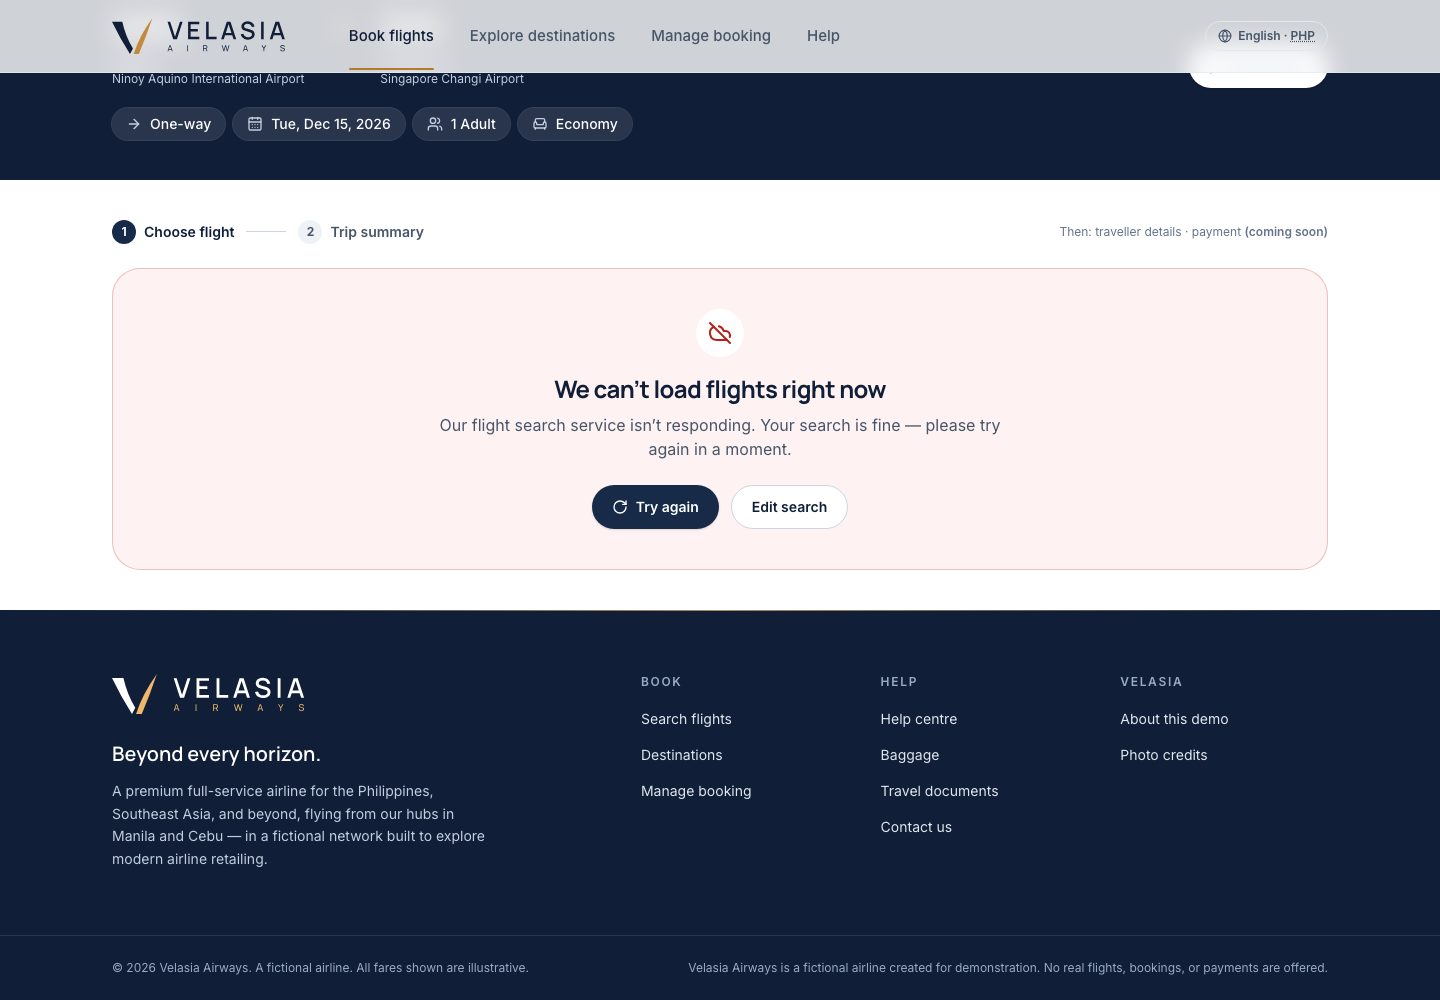 VELASIA
AIRWAYS
Book flights
Explore destinations
Manage booking
Help
English · PHP
Ninoy Aquino International Airport
Singapore Changi Airport
One-way
Tue, Dec 15, 2026
1 Adult
Economy
1 Choose flight
2 Trip summary
Then: traveller details · payment (coming soon)
We can’t load flights right now
Our flight search service isn’t responding. Your search is fine — please try
again in a moment.
Try again
Edit search
VELASIA
AIRWAYS
Beyond every horizon.
A premium full-service airline for the Philippines,
Southeast Asia, and beyond, flying from our hubs in
Manila and Cebu — in a fictional network built to explore
modern airline retailing.
BOOK
Search flights
Destinations
Manage booking
HELP
Help centre
Baggage
Travel documents
Contact us
VELASIA
About this demo
Photo credits
© 2026 Velasia Airways. A fictional airline. All fares shown are illustrative.
Velasia Airways is a fictional airline created for demonstration. No real flights, bookings, or payments are offered.